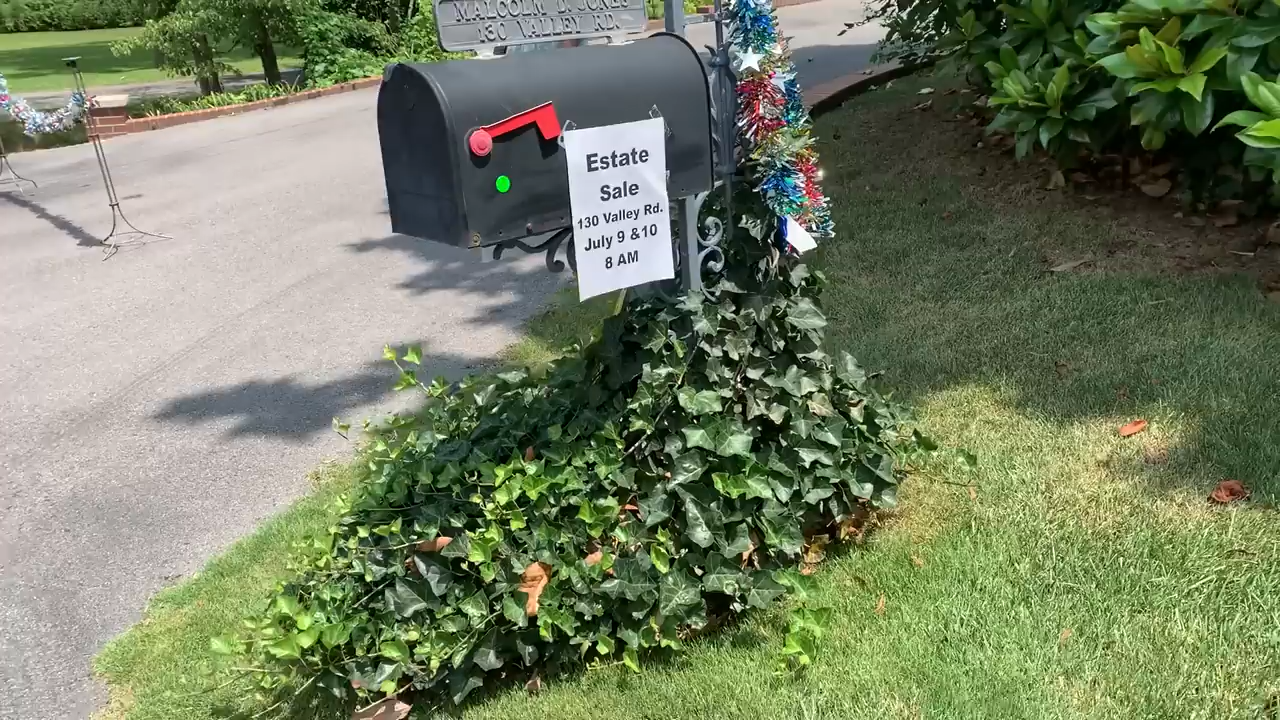 MALCOLM D. JONES
130 VALLEY RD.
Estate
Sale
130 Valley Rd.
July 9 &10
8 AM